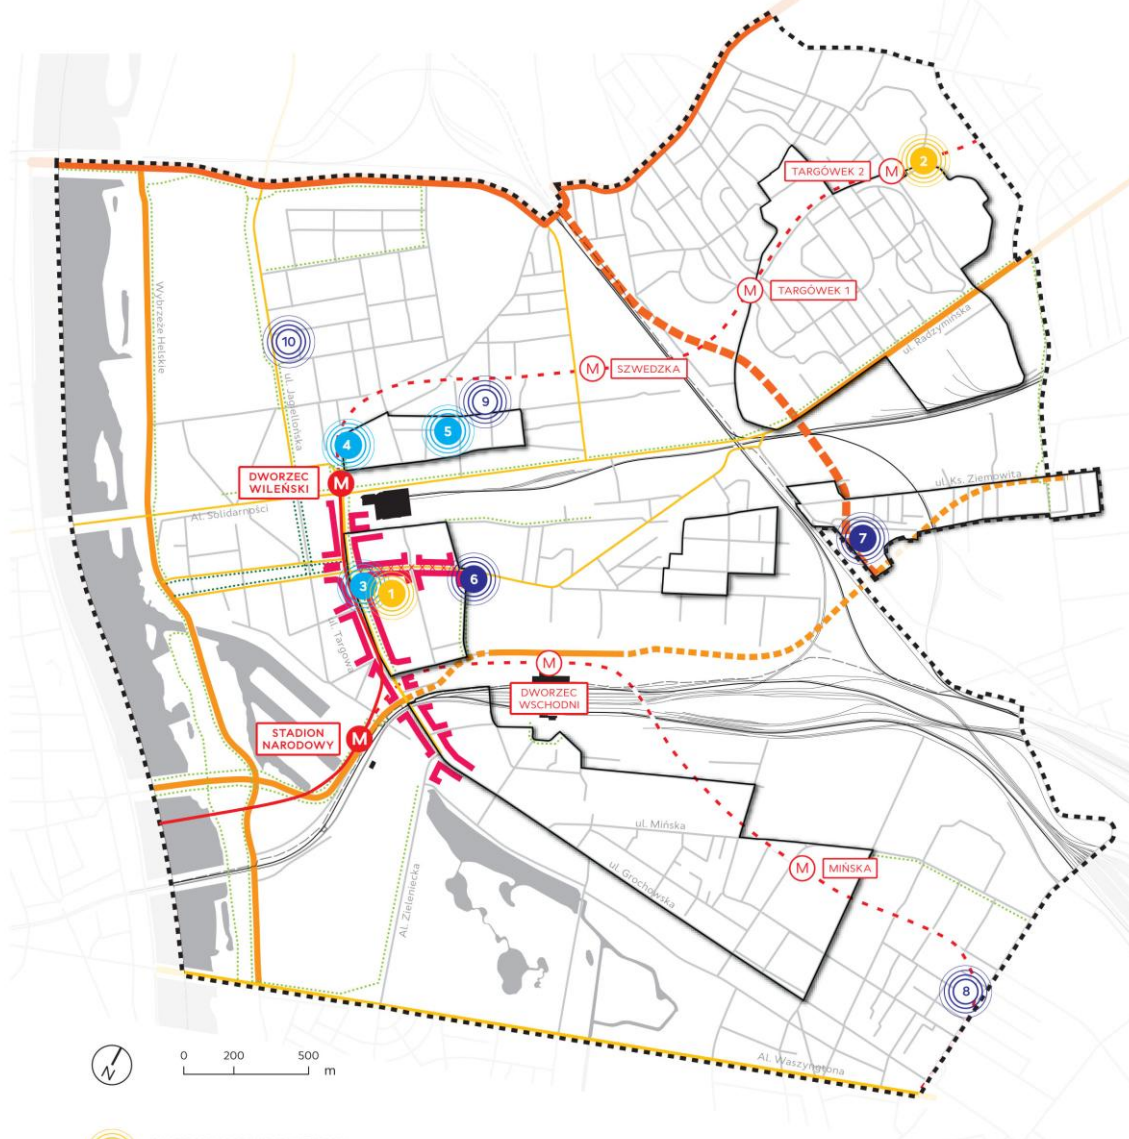 2
TARGÓWEK 2
M
M
TARGÓWEK 1
Wybrzeże Helskie
ul. Radzymińska
10
M
SZWEDZKA
ul. Jagiellońska
9
5
4
DWORZEC
WILEŃSKI
M
ul. Ks. Ziemowita
Al. Solidarności
7
3
1
6
ul. Targowa
M
DWORZEC
WSCHODNI
STADION
NARODOWY
M
ul. Mińska
M
MIŃSKA
ul. Grochowska
Al. Zieleniecka
8
N
0 200 500
m
Al. Waszyngtona